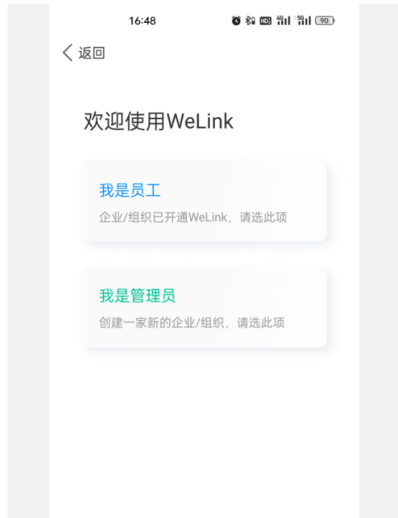 16:48
90
返回
欢迎使用WeLink
我是员工
企业/组织已开通WeLink，请选此项
我是管理员
创建一家新的企业/组织，请选此项